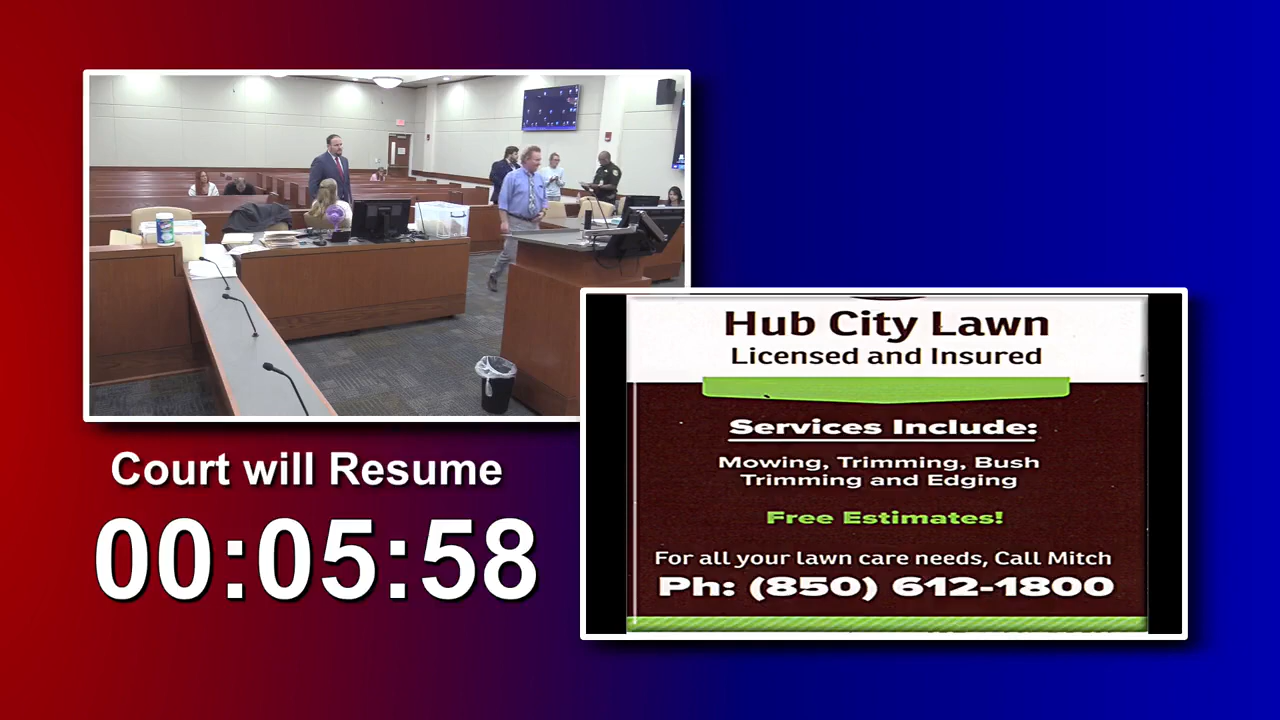 Court will Resume
00:05:58
Hub City Lawn
Licensed and Insured
Services Include:
Mowing, Trimming, Bush
Trimming and Edging
Free Estimates!
For all your lawn care needs, Call Mitch
Ph: (850) 612-1800